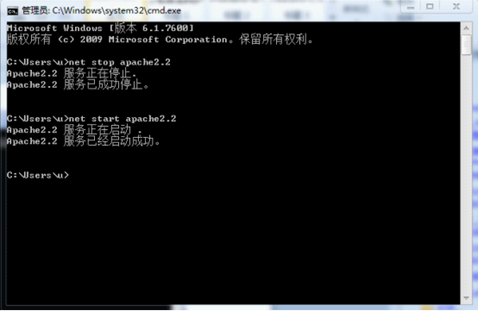 管理员: C:\Windows\system32\cmd.exe
Microsoft Windows [版本 6.1.7600]
版权所有 (c) 2009 Microsoft Corporation。保留所有权利。
C:\Users\u>net stop apache2.2
Apache2.2 服务正在停止.
Apache2.2 服务已成功停止。
C:\Users\u>net start apache2.2
Apache2.2 服务正在启动 .
Apache2.2 服务已经启动成功。
C:\Users\u>